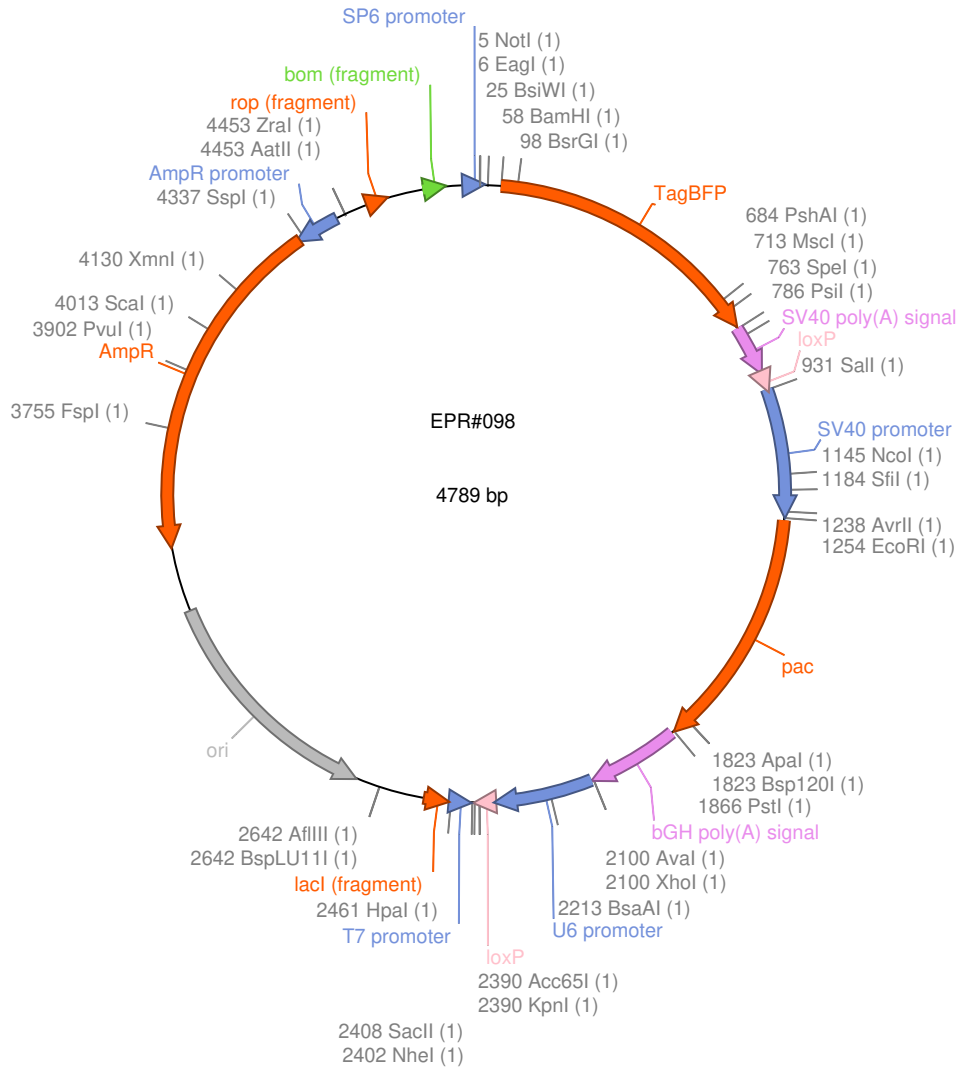 SP6 promoter
5 NotI (1)
6 EagI (1)
25 BsiWI (1)
58 BamHI (1)
98 BsrGI (1)
bom (fragment)
rop (fragment)
4453 ZraI (1)
4453 AatII (1)
AmpR promoter
4337 SspI (1)
TagBFP
684 PshAI (1)
713 MscI (1)
763 SpeI (1)
786 PsiI (1)
SV40 poly(A) signal
loxP
931 SalI (1)
4130 XmnI (1)
4013 ScaI (1)
3902 PvuI (1)
AmpR
3755 FspI (1)
EPR#098
4789 bp
SV40 promoter
1145 NcoI (1)
1184 SfiI (1)
1238 AvrII (1)
1254 EcoRI (1)
pac
ori
1823 ApaI (1)
1823 Bsp120I (1)
1866 PstI (1)
bGH poly(A) signal
2100 AvaI (1)
2100 XhoI (1)
2213 BsaAI (1)
U6 promoter
2642 AflIII (1)
2642 BspLU11I (1)
lacI (fragment)
2461 HpaI (1)
T7 promoter
loxP
2390 Acc65I (1)
2390 KpnI (1)
2408 SacII (1)
2402 NheI (1)